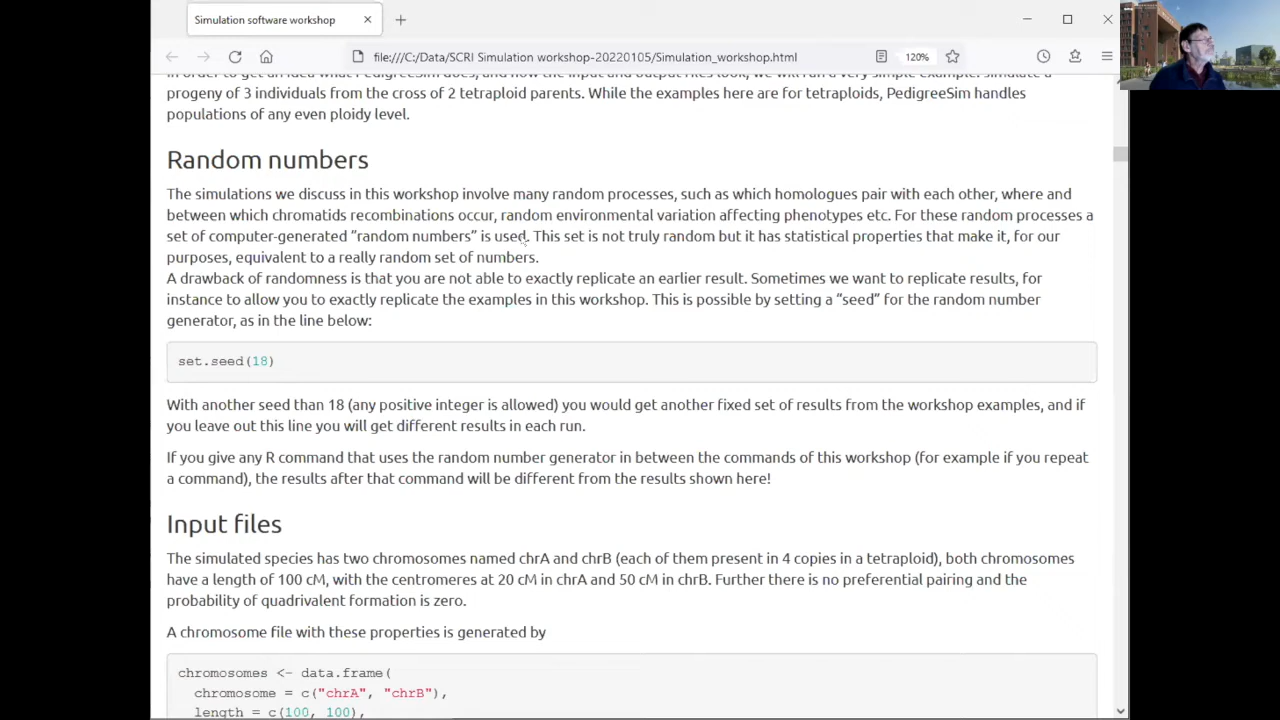 Simulation software workshop
file:///C:/Data/SCRI Simulation workshop-20220105/Simulation_workshop.html
120%
In order to get an idea what PedigreeSim does, and how the input and output files look, we will run a very simple example: simulate a
progeny of 3 individuals from the cross of 2 tetraploid parents. While the examples here are for tetraploids, PedigreeSim handles
populations of any even ploidy level.
Random numbers
The simulations we discuss in this workshop involve many random processes, such as which homologues pair with each other, where and
between which chromatids recombinations occur, random environmental variation affecting phenotypes etc. For these random processes a
set of computer-generated “random numbers” is used. This set is not truly random but it has statistical properties that make it, for our
purposes, equivalent to a really random set of numbers.
A drawback of randomness is that you are not able to exactly replicate an earlier result. Sometimes we want to replicate results, for
instance to allow you to exactly replicate the examples in this workshop. This is possible by setting a “seed” for the random number
generator, as in the line below:
set.seed(18)
With another seed than 18 (any positive integer is allowed) you would get another fixed set of results from the workshop examples, and if
you leave out this line you will get different results in each run.
If you give any R command that uses the random number generator in between the commands of this workshop (for example if you repeat
a command), the results after that command will be different from the results shown here!
Input files
The simulated species has two chromosomes named chrA and chrB (each of them present in 4 copies in a tetraploid), both chromosomes
have a length of 100 cM, with the centromeres at 20 cM in chrA and 50 cM in chrB. Further there is no preferential pairing and the
probability of quadrivalent formation is zero.
A chromosome file with these properties is generated by
chromosomes <- data.frame(
chromosome = c("chrA", "chrB"),
length = c(100, 100),